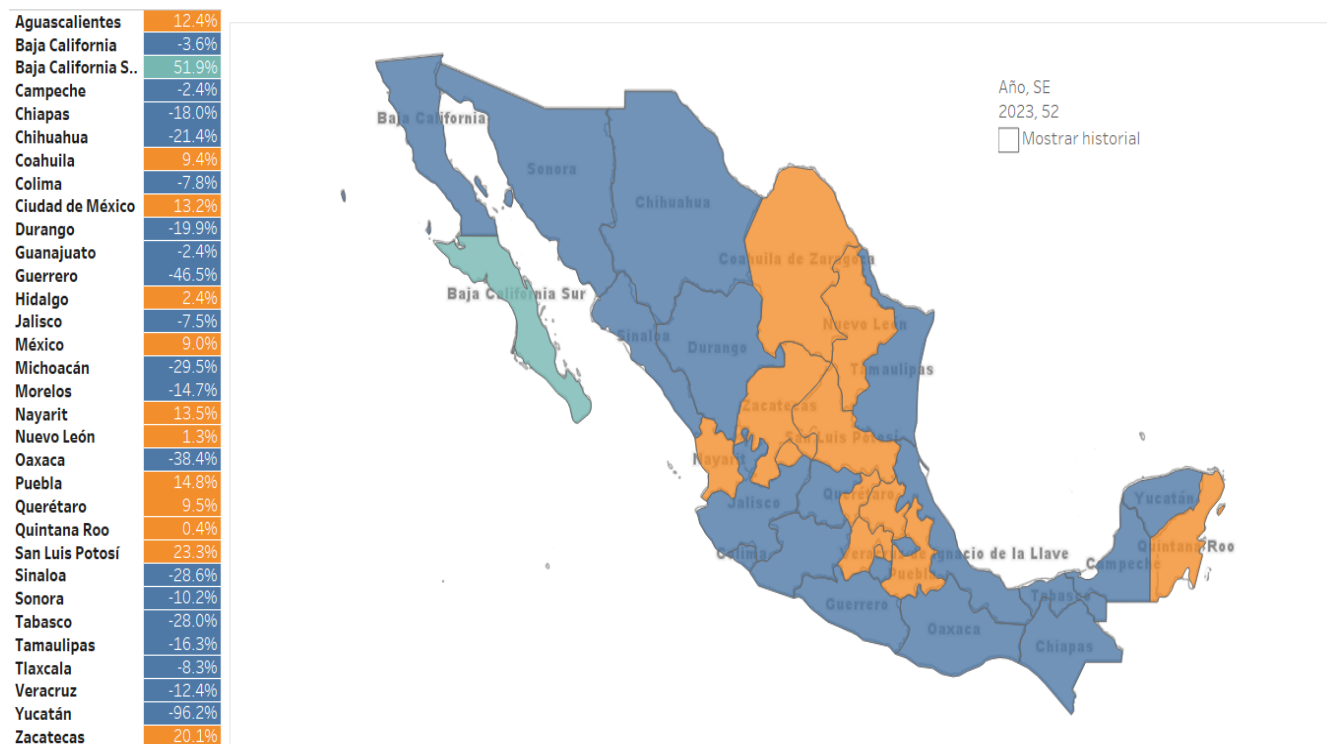 Aguascalientes 12.4%
Baja California -3.6%
Baja California S.. 51.9%
Campeche -2.4%
Chiapas -18.0%
Chihuahua -21.4%
Coahuila 9.4%
Colima -7.8%
Ciudad de México 13.2%
Durango -19.9%
Guanajuato -2.4%
Guerrero -46.5%
Hidalgo 2.4%
Jalisco -7.5%
México 9.0%
Michoacán -29.5%
Morelos -14.7%
Nayarit 13.5%
Nuevo León 1.3%
Oaxaca -38.4%
Puebla 14.8%
Querétaro 9.5%
Quintana Roo 0.4%
San Luis Potosí 23.3%
Sinaloa -28.6%
Sonora -10.2%
Tabasco -28.0%
Tamaulipas -16.3%
Tlaxcala -8.3%
Veracruz -12.4%
Yucatán -96.2%
Zacatecas 20.1%
Año, SE
2023, 52
Mostrar historial
Baja California
Sonora
Chihuahua
Coahuila de Zaragoza
Baja California Sur
Nuevo León
Sinaloa
Durango
Tamaulipas
Zacatecas
San Luis Potosí
Nayarit
Jalisco
Querétaro
Yucatán
Colima
Veracruz de Ignacio de la Llave
Quintana Roo
Campeche
Puebla
Tabasco
Guerrero
Oaxaca
Chiapas